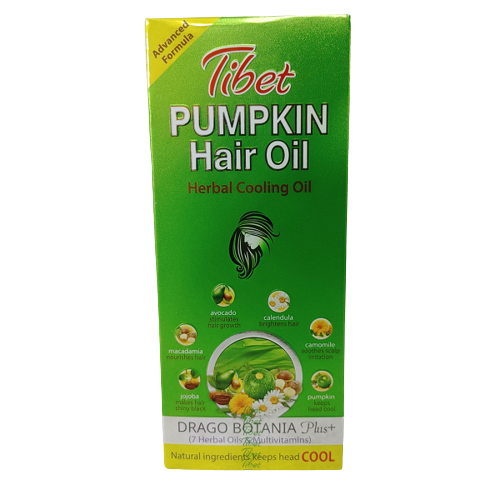 Advanced
Formula
Tibet
PUMPKIN
Hair Oil
Herbal Cooling Oil
avocado
stimulates
hair growth
calendula
brightens hair
macadamia
nourishes hair
camomile
soothes scalp
irritation
jojoba
makes hair
shiny black
pumpkin
keeps
head cool
DRAGO BOTANIA Plus+
(7 Herbal Oils & Multivitamins)
Natural ingredients keeps head COOL
Tibet